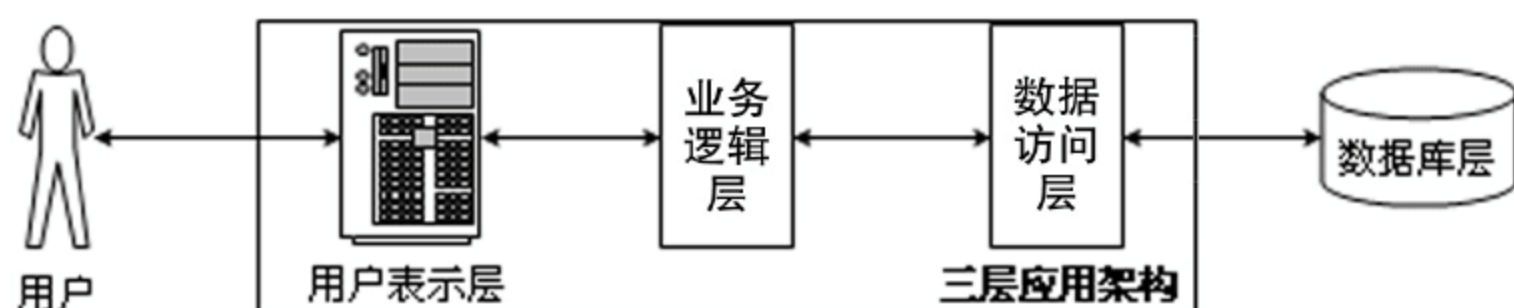 用户
用户表示层
业务
逻辑
层
数据
访问
层
三层应用架构
数据库层